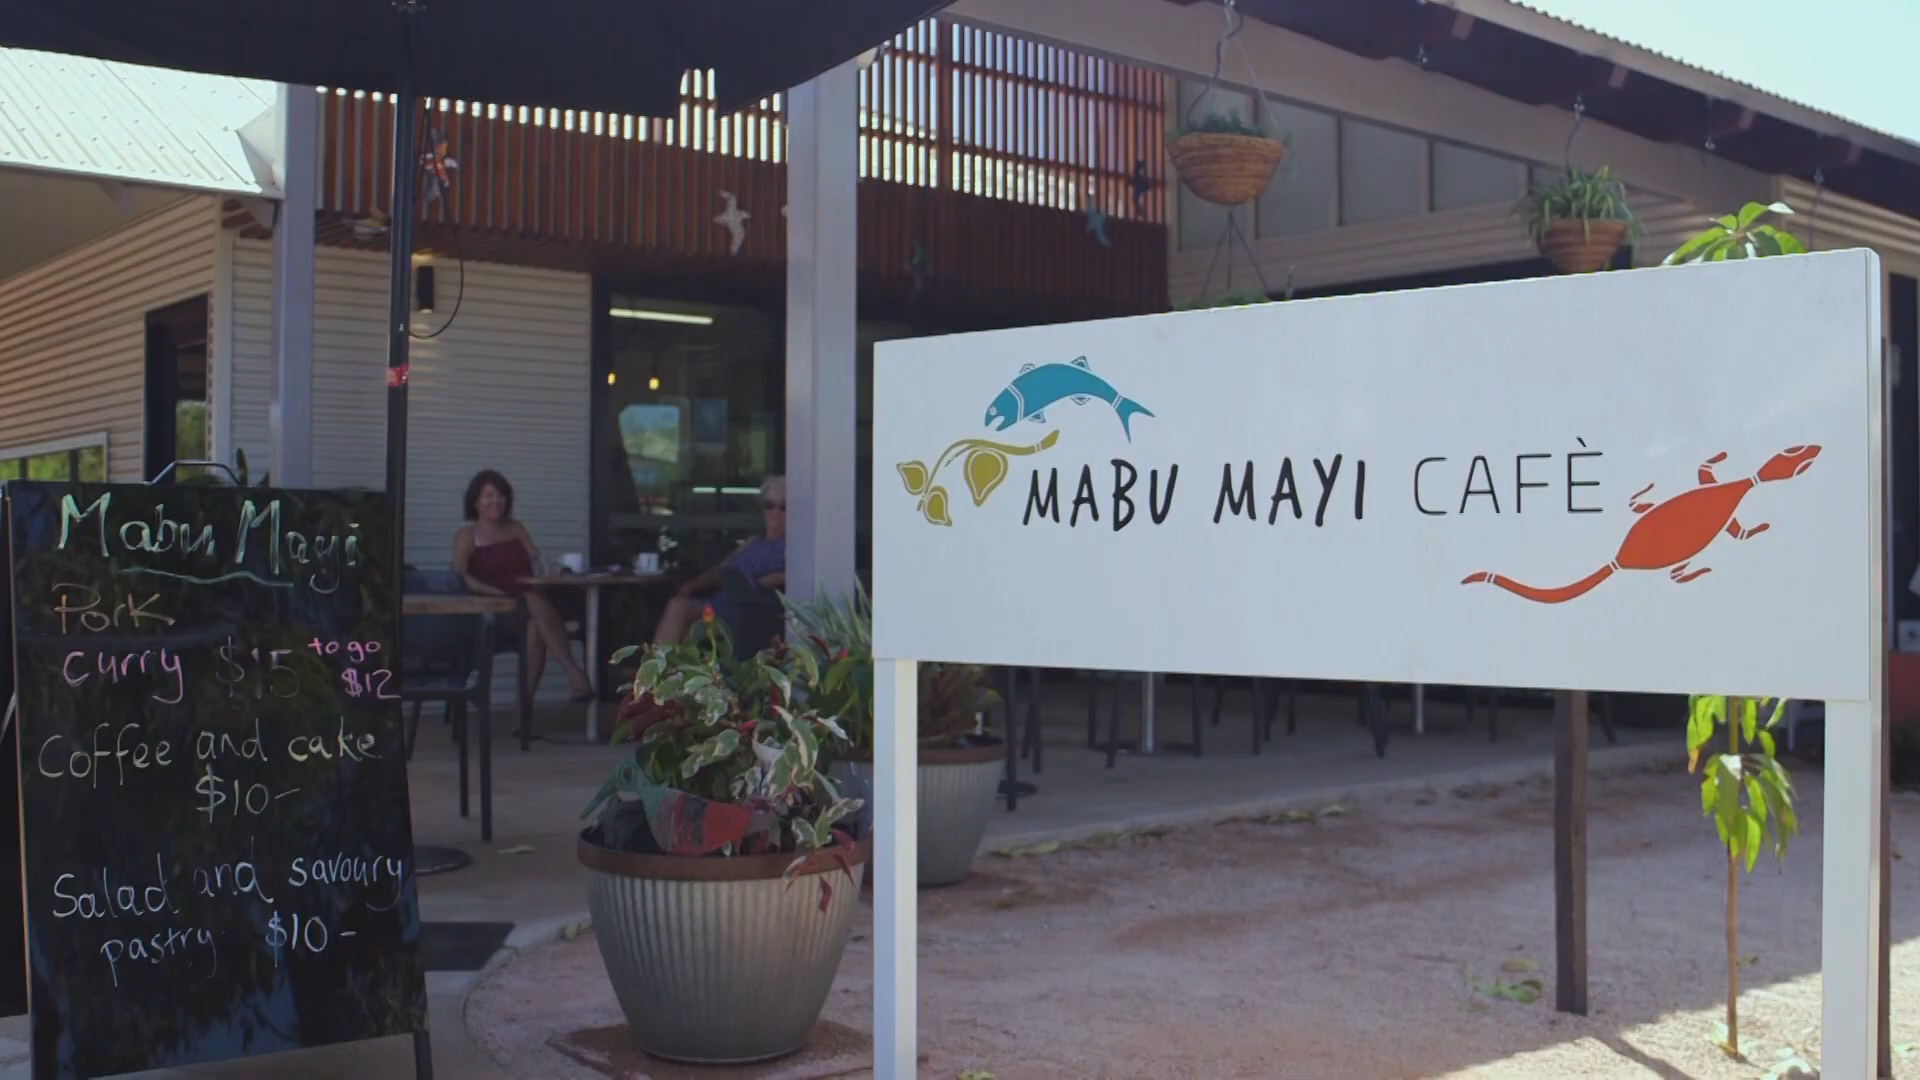 Mabu Mayi
Pork
Curry $15 to go $12
Coffee and cake
$10-
Salad and savoury
pastry $10-
MABU MAYI CAFÈ